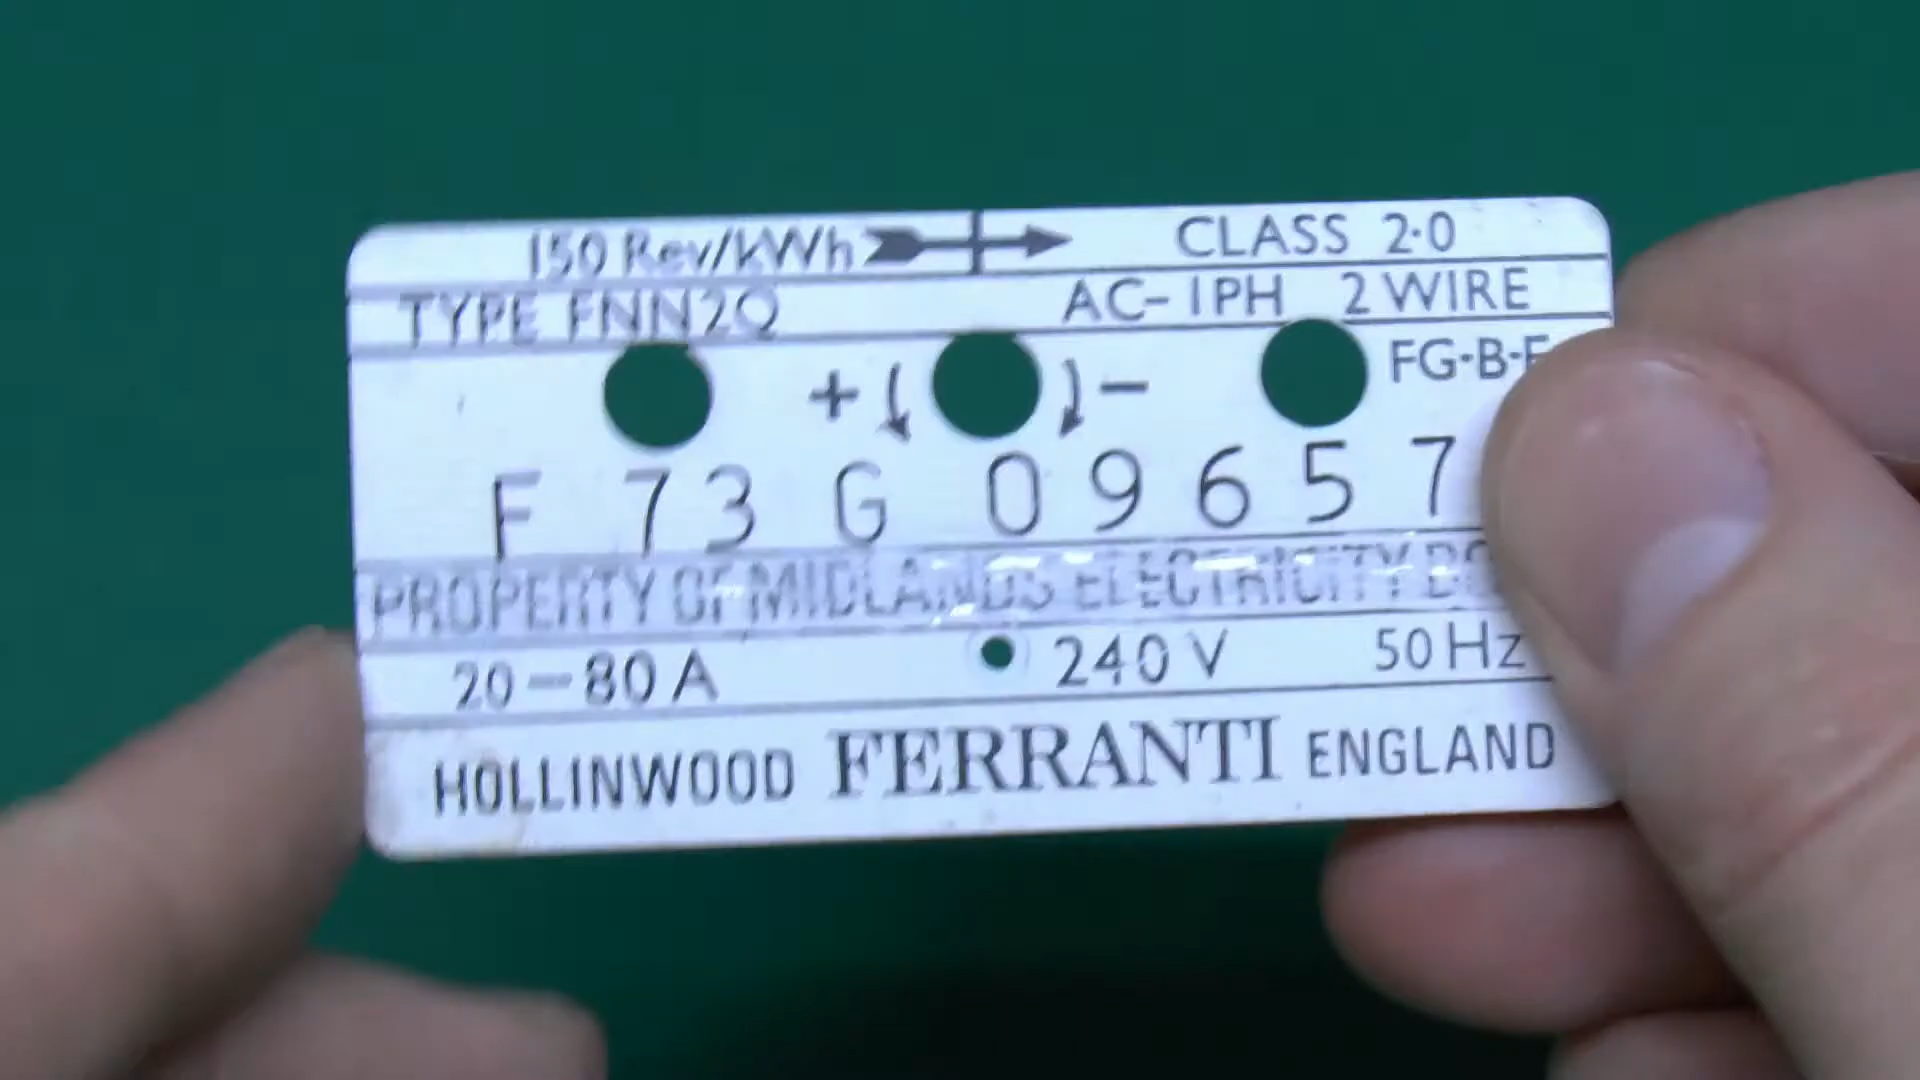 150 Rev/kWh CLASS 2·0
TYPE FNN2Q AC-1PH 2 WIRE
FG-B-
+ -
F 73 G 09657
PROPERTY OF MIDLANDS ELECTRICITY
20-80 A 240 V 50 Hz
HOLLINWOOD FERRANTI ENGLAND